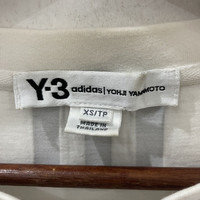 Y-3 adidas | YOHJI YAMAMOTO
XS/TP
MADE IN
THAILAND